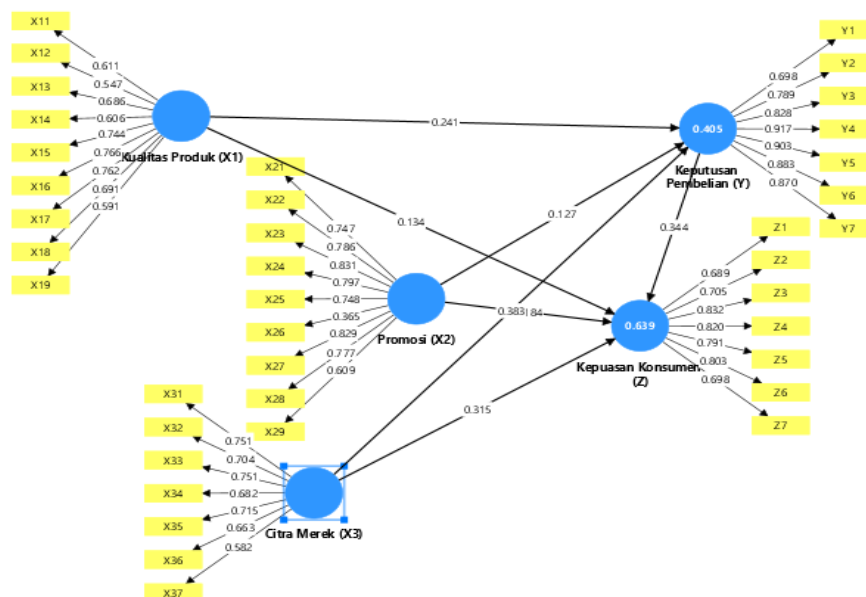 X11
X12
X13
X14
X15
X16
X17
X18
X19
0.611
0.547
0.686
0.606
0.744
0.766
0.762
0.691
0.591
Kualitas Produk (X1)
X21
X22
X23
X24
X25
X26
X27
X28
X29
0.747
0.786
0.831
0.797
0.748
0.365
0.829
0.777
0.609
Promosi (X2)
X31
X32
X33
X34
X35
X36
X37
0.751
0.704
0.751
0.682
0.715
0.663
0.582
Citra Merek (X3)
0.241
0.134
0.127
0.383
0.315
0.344
0.405
Keputusan
Pembelian (Y)
0.698
0.789
0.828
0.917
0.903
0.883
0.870
Y1
Y2
Y3
Y4
Y5
Y6
Y7
0.639
Kepuasan Konsumen
(Z)
0.689
0.705
0.832
0.820
0.791
0.803
0.698
Z1
Z2
Z3
Z4
Z5
Z6
Z7